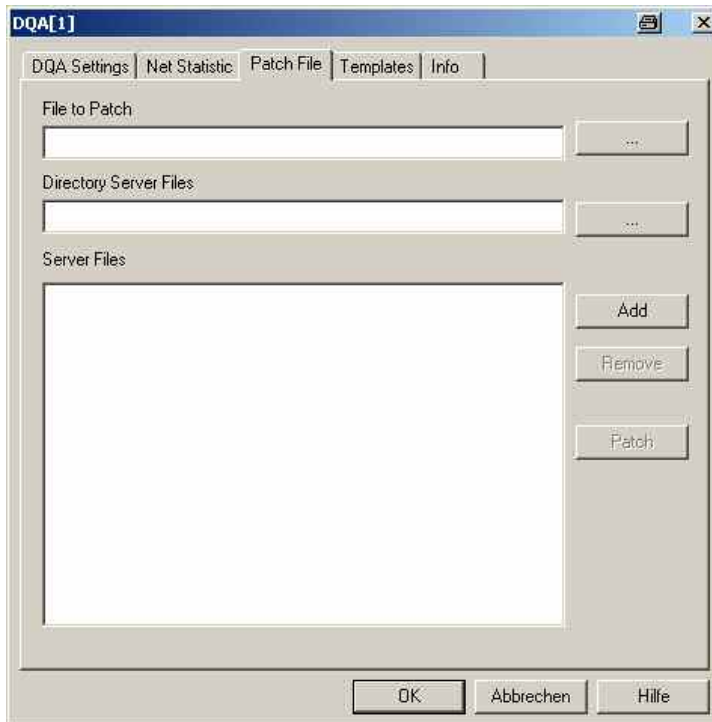 DQA[1]
DQA Settings Net Statistic Patch File Templates Info
File to Patch
...
Directory Server Files
...
Server Files
Add
Remove
Patch
OK Abbrechen Hilfe